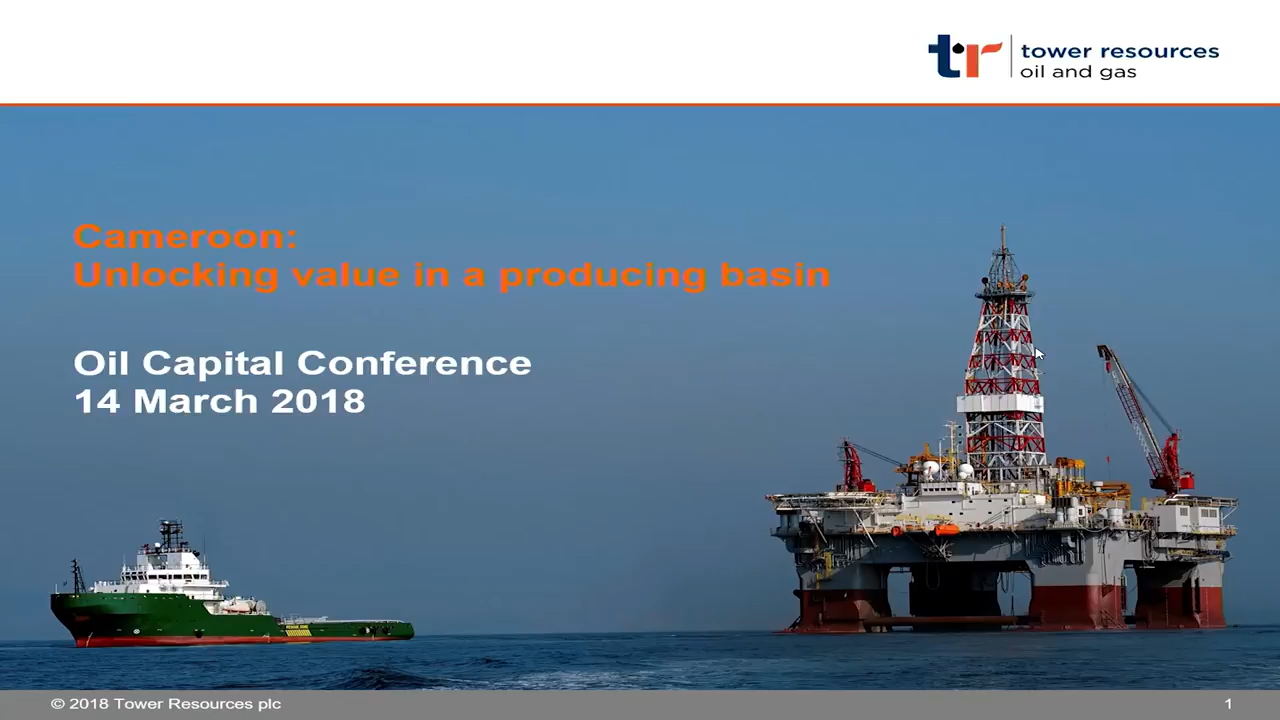 tr tower resources
oil and gas
Cameroon:
Unlocking value in a producing basin
Oil Capital Conference
14 March 2018
© 2018 Tower Resources plc
1